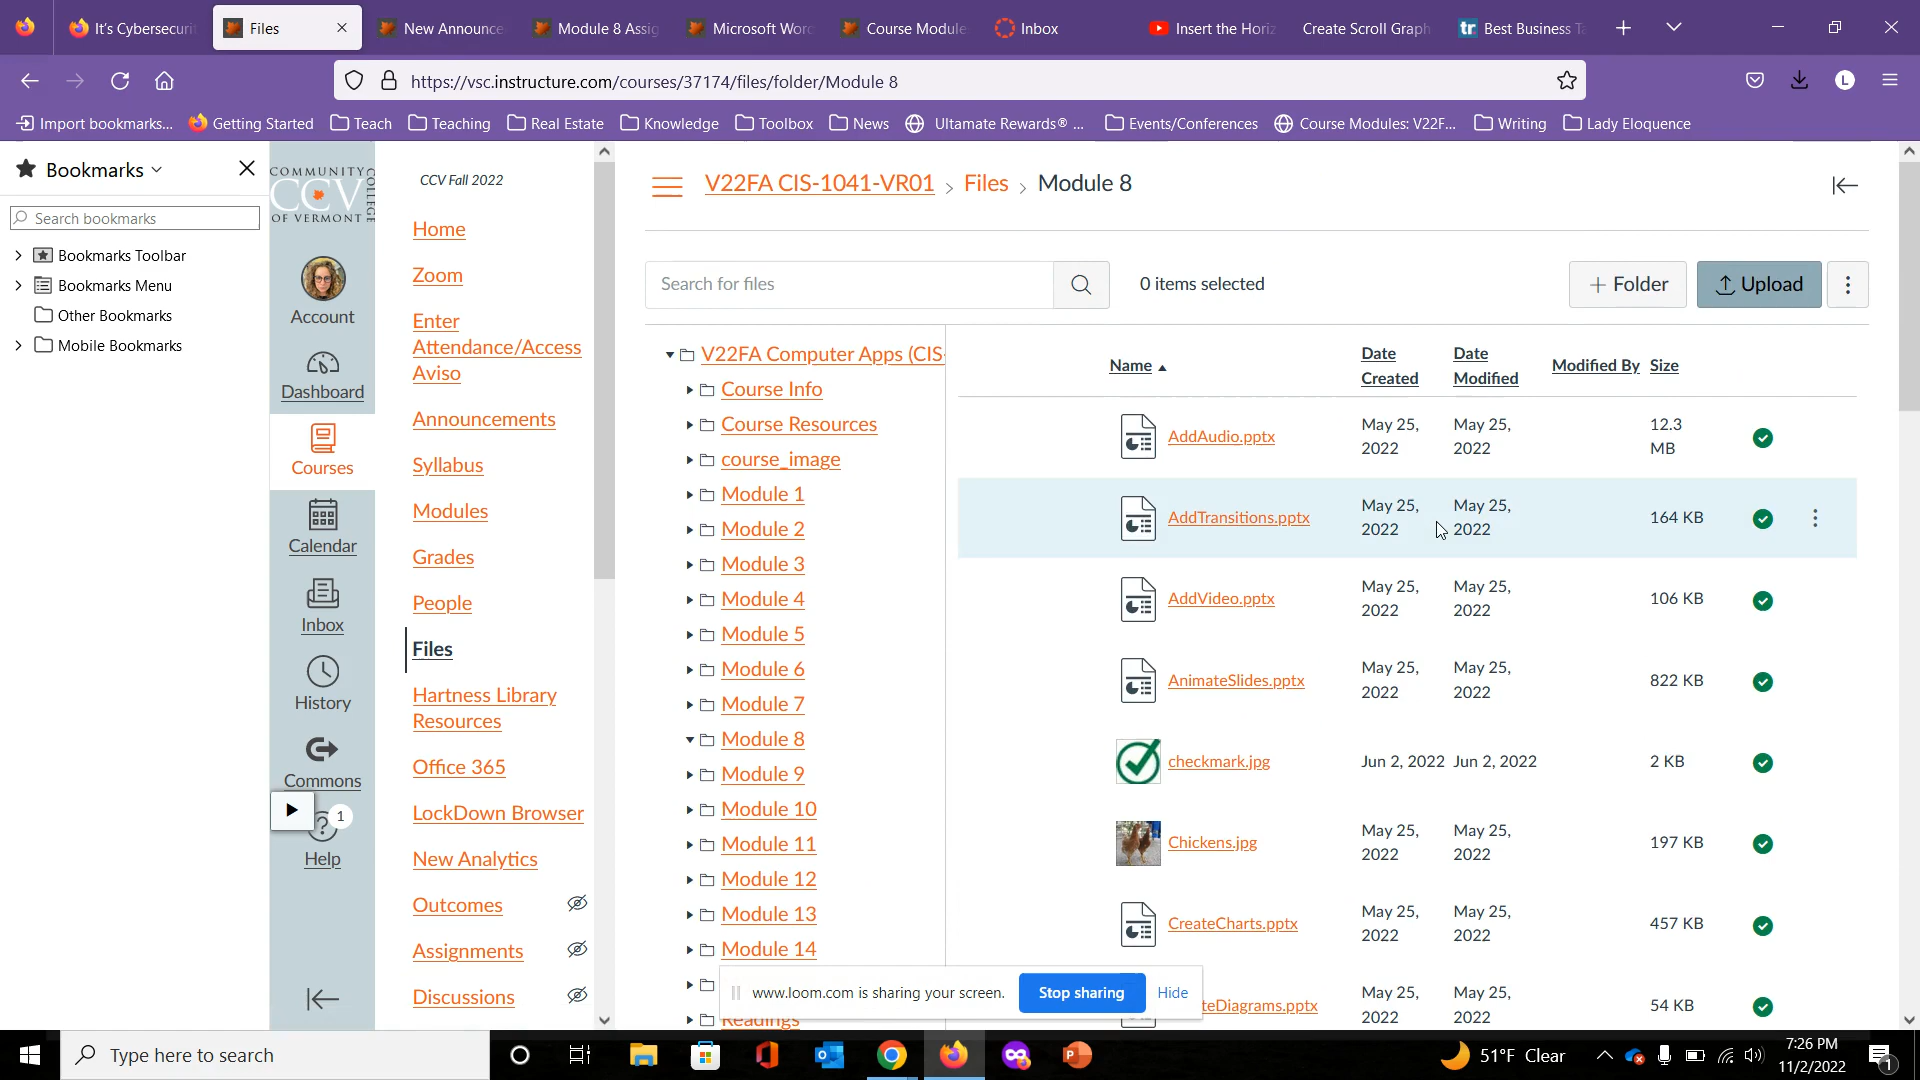 It's Cybersecuri
Files
New Announce
Module 8 Assig
Microsoft Wor
Course Module
Inbox
Insert the Horiz
Create Scroll Graph
tr Best Business Ta
https://vsc.instructure.com/courses/37174/files/folder/Module 8
L
Import bookmarks...
Getting Started
Teach
Teaching
Real Estate
Knowledge
Toolbox
News
Ultamate Rewards® ...
Events/Conferences
Course Modules: V22F...
Writing
Lady Eloquence
Bookmarks
Search bookmarks
Bookmarks Toolbar
Bookmarks Menu
Other Bookmarks
Mobile Bookmarks
COMMUNITY COLLEGE
CCV
OF VERMONT
Account
Dashboard
Courses
Calendar
Inbox
History
Commons
1
Help
CCV Fall 2022
Home
Zoom
Enter
Attendance/Access
Aviso
Announcements
Syllabus
Modules
Grades
People
Files
Hartness Library
Resources
Office 365
LockDown Browser
New Analytics
Outcomes
Assignments
Discussions
V22FA CIS-1041-VR01 › Files › Module 8
Search for files
0 items selected
+ Folder
Upload
V22FA Computer Apps (CIS-
Course Info
Course Resources
course_image
Module 1
Module 2
Module 3
Module 4
Module 5
Module 6
Module 7
Module 8
Module 9
Module 10
Module 11
Module 12
Module 13
Module 14
Readings
Name
Date
Created
Date
Modified
Modified By
Size
AddAudio.pptx
May 25,
2022
May 25,
2022
12.3
MB
AddTransitions.pptx
May 25,
2022
May 25,
2022
164 KB
AddVideo.pptx
May 25,
2022
May 25,
2022
106 KB
AnimateSlides.pptx
May 25,
2022
May 25,
2022
822 KB
checkmark.jpg
Jun 2, 2022
Jun 2, 2022
2 KB
Chickens.jpg
May 25,
2022
May 25,
2022
197 KB
CreateCharts.pptx
May 25,
2022
May 25,
2022
457 KB
teDiagrams.pptx
May 25,
2022
May 25,
2022
54 KB
www.loom.com is sharing your screen.
Stop sharing
Hide
Type here to search
51°F Clear
7:26 PM
11/2/2022
1